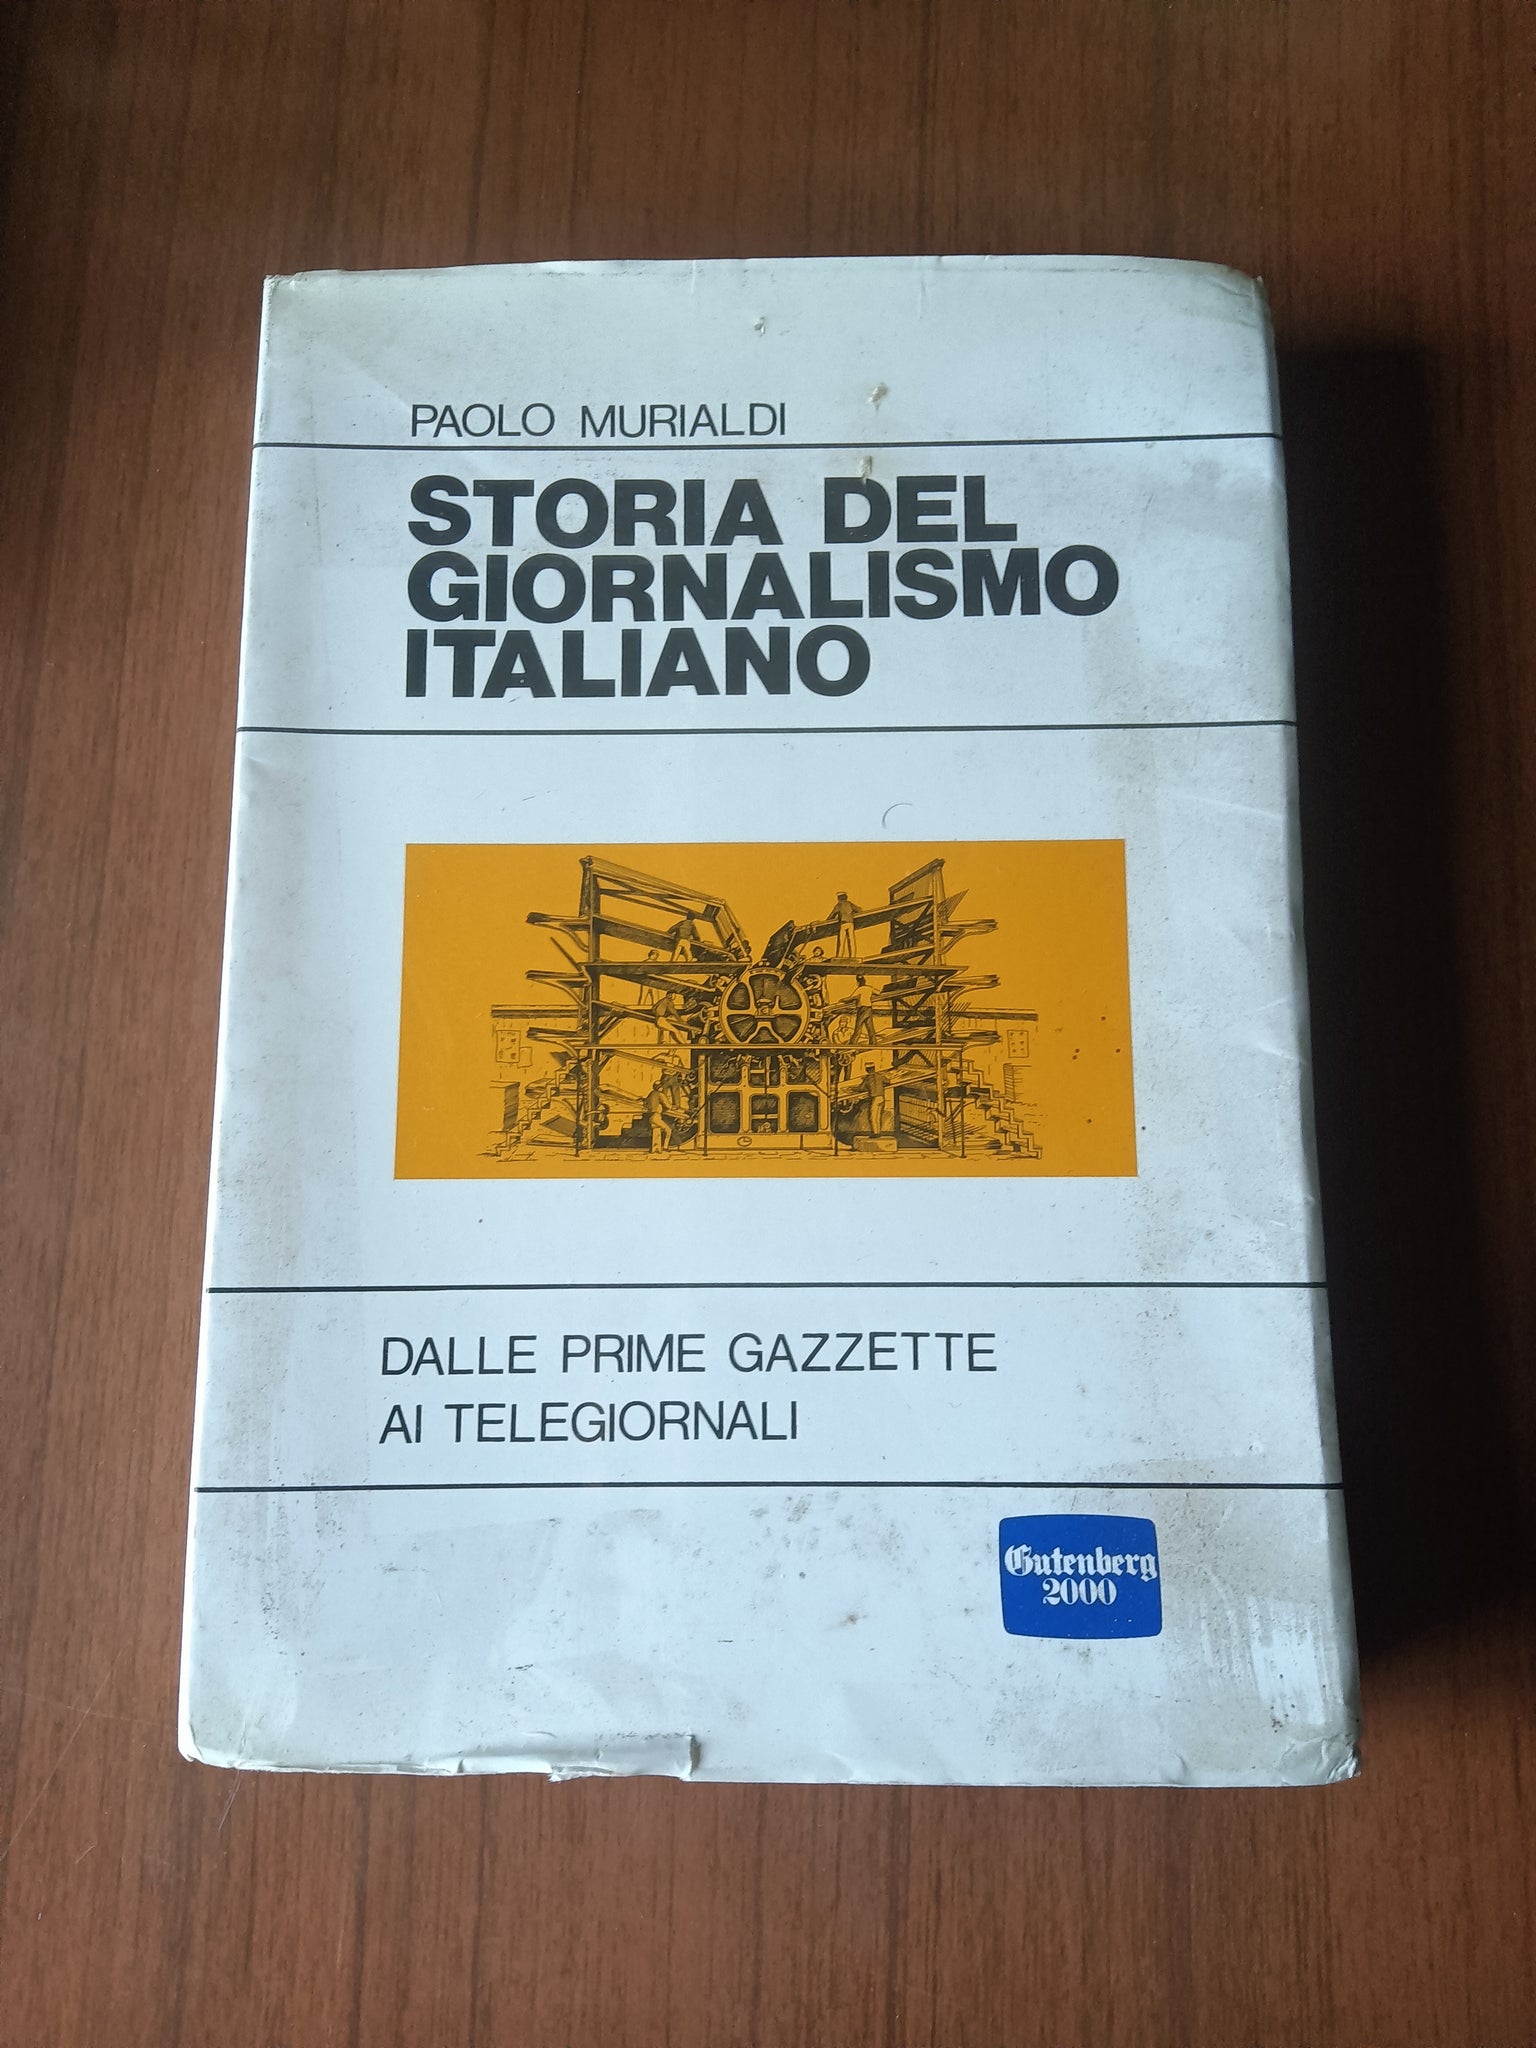 PAOLO MURIALDI
STORIA DEL
GIORNALISMO
ITALIANO
DALLE PRIME GAZZETTE
AI TELEGIORNALI
Gutenberg
2000